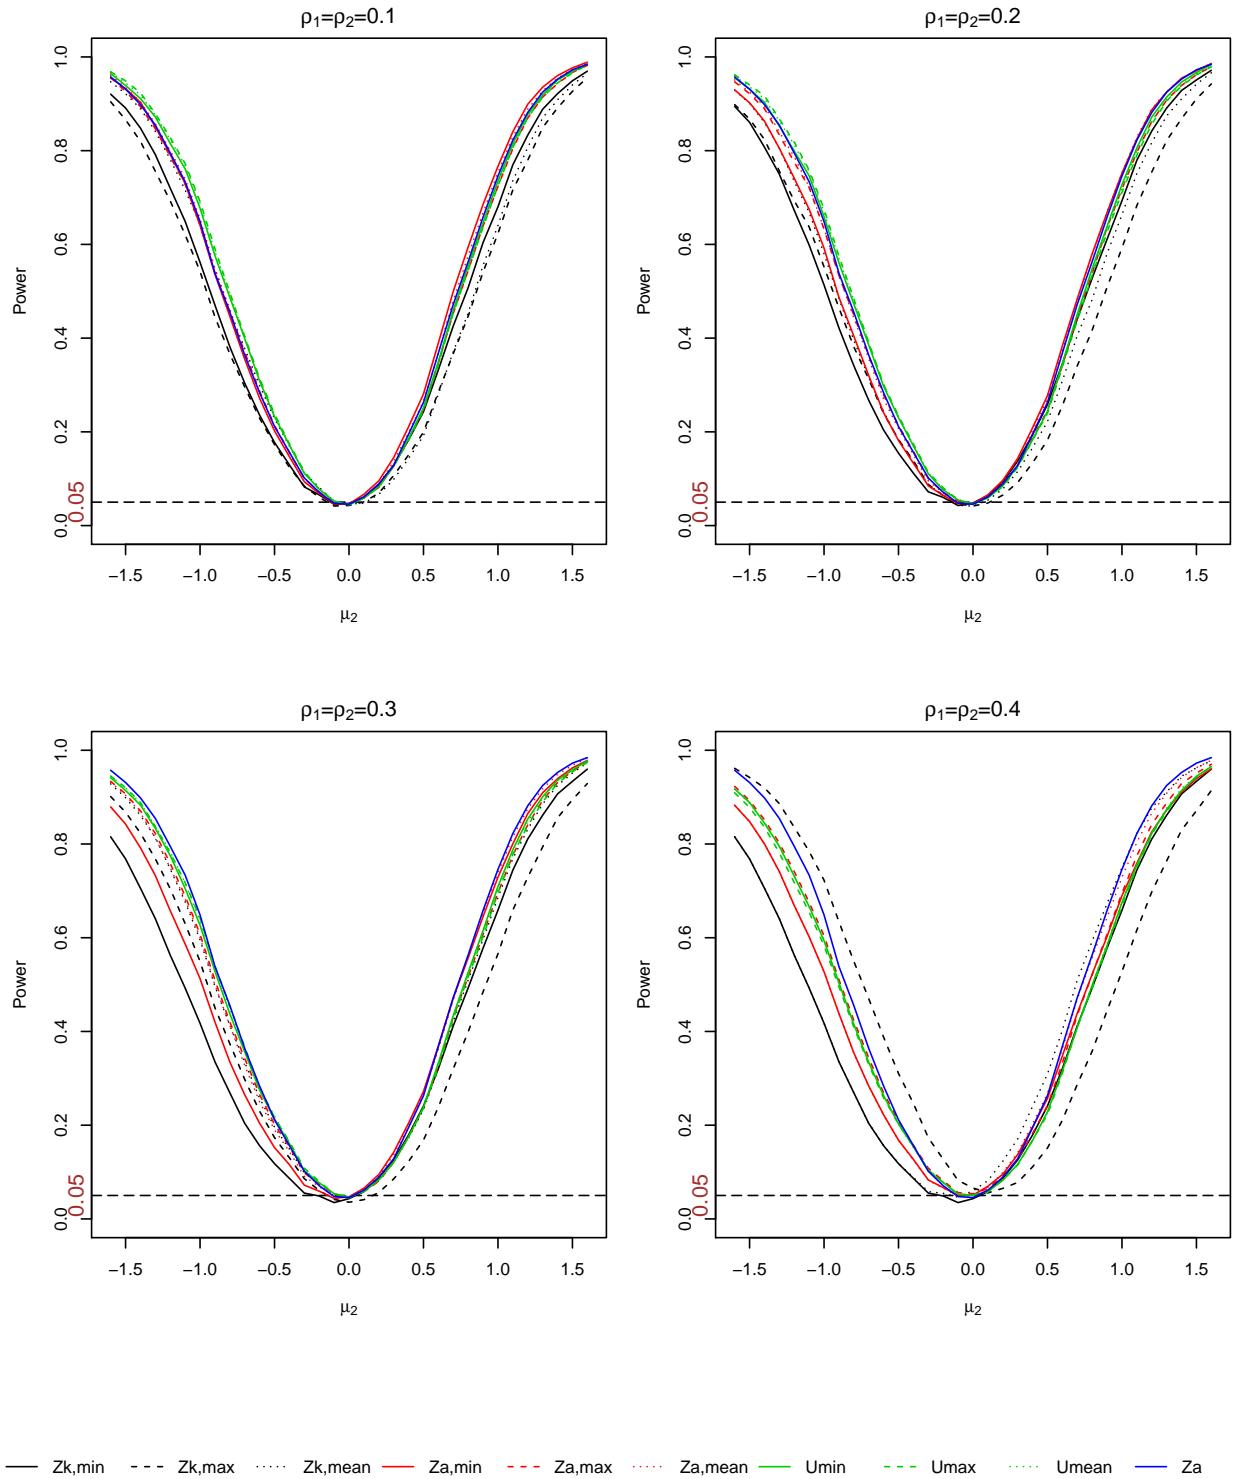 ρ1=ρ2=0.1
Power
0.0 0.2 0.4 0.6 0.8 1.0
0.05
−1.5 −1.0 −0.5 0.0 0.5 1.0 1.5
μ2
ρ1=ρ2=0.2
Power
0.0 0.2 0.4 0.6 0.8 1.0
0.05
−1.5 −1.0 −0.5 0.0 0.5 1.0 1.5
μ2
ρ1=ρ2=0.3
Power
0.0 0.2 0.4 0.6 0.8 1.0
0.05
−1.5 −1.0 −0.5 0.0 0.5 1.0 1.5
μ2
ρ1=ρ2=0.4
Power
0.0 0.2 0.4 0.6 0.8 1.0
0.05
−1.5 −1.0 −0.5 0.0 0.5 1.0 1.5
μ2
Zk,min Zk,max Zk,mean Za,min Za,max Za,mean Umin Umax Umean Za